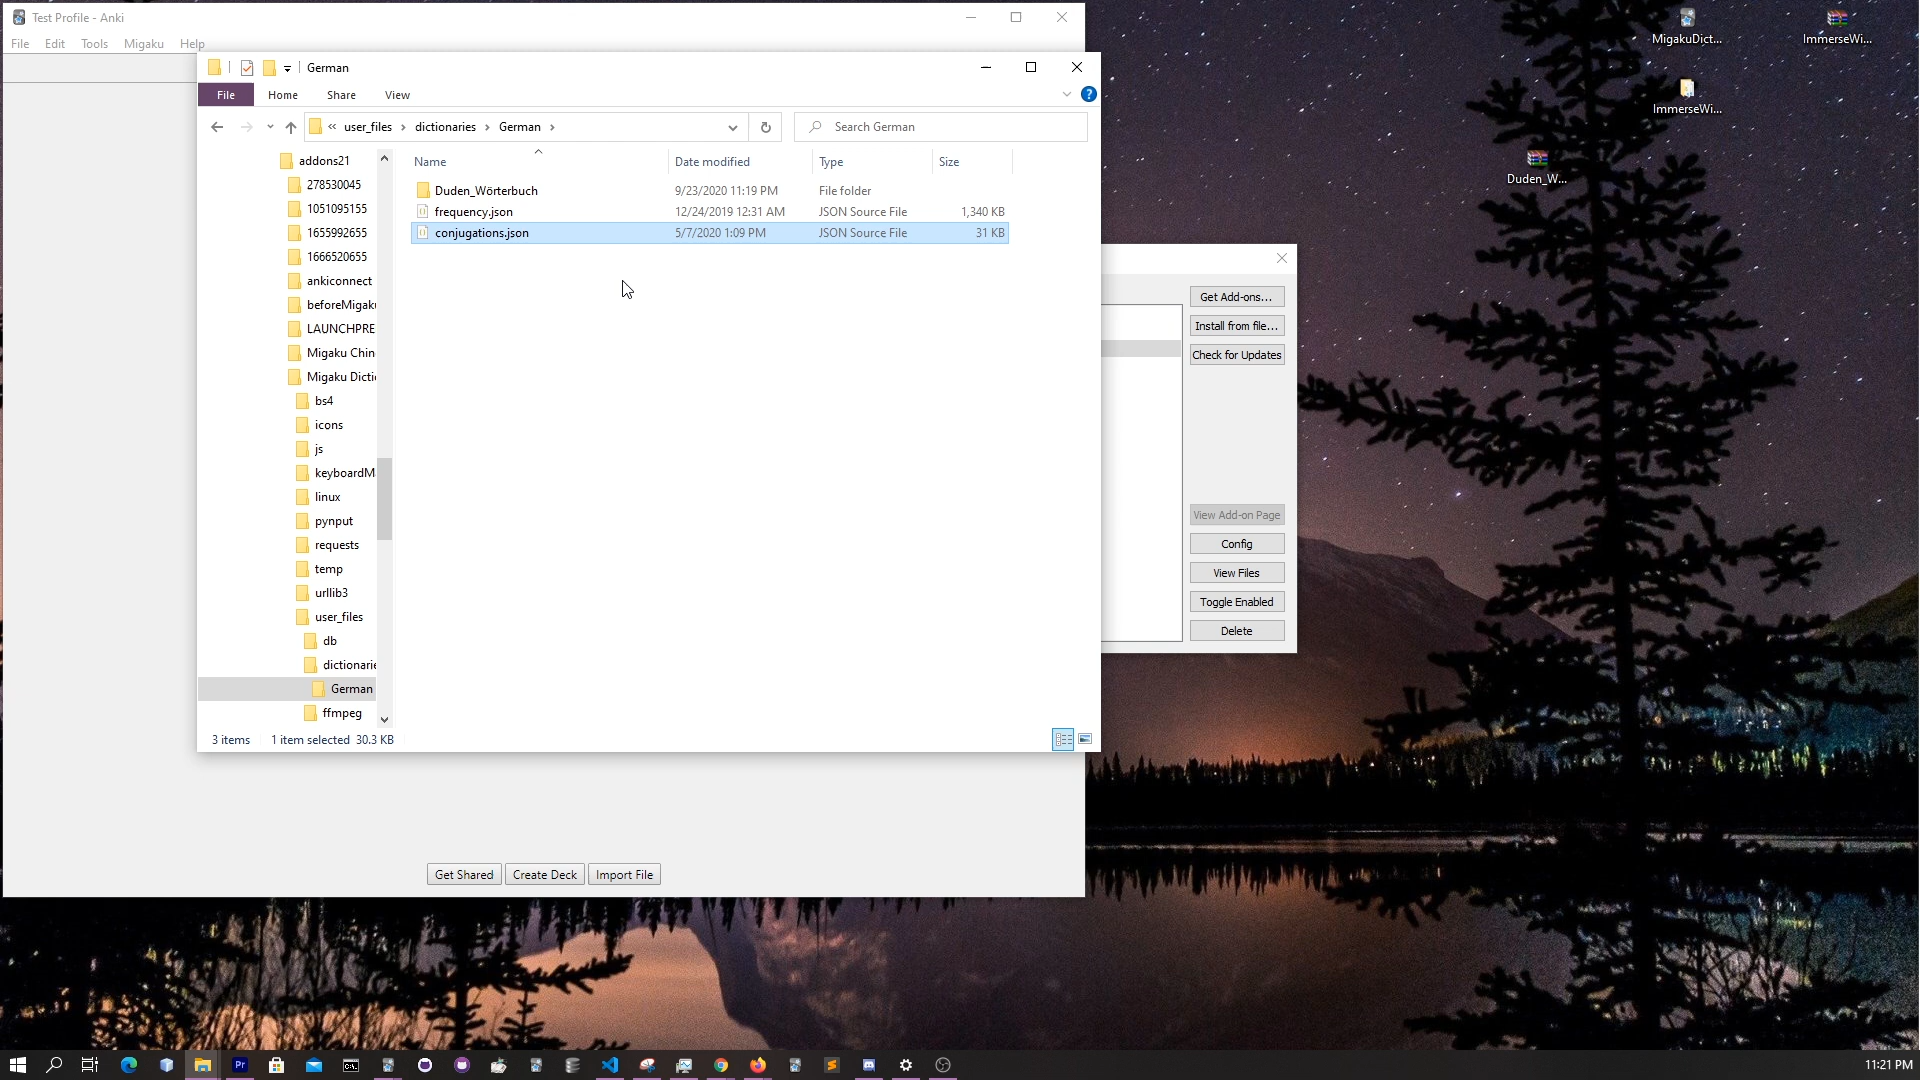 Test Profile - Anki
File Edit Tools Migaku Help
German
File Home Share View
« user_files › dictionaries › German ›
Search German
Name Date modified Type Size
Duden_Wörterbuch 9/23/2020 11:19 PM File folder
frequency.json 12/24/2019 12:31 AM JSON Source File 1,340 KB
conjugations.json 5/7/2020 1:09 PM JSON Source File 31 KB
addons21
278530045
1051095155
1655992655
1666520655
ankiconnect
beforeMigaku
LAUNCHPRE
Migaku Chin
Migaku Dictio
bs4
icons
js
keyboardM
linux
pynput
requests
temp
urllib3
user_files
db
dictionarie
German
ffmpeg
3 items 1 item selected 30.3 KB
Get Add-ons...
Install from file...
Check for Updates
View Add-on Page
Config
View Files
Toggle Enabled
Delete
Get Shared Create Deck Import File
MigakuDict...
ImmerseWi...
ImmerseWi...
Duden_W...
Pr
11:21 PM